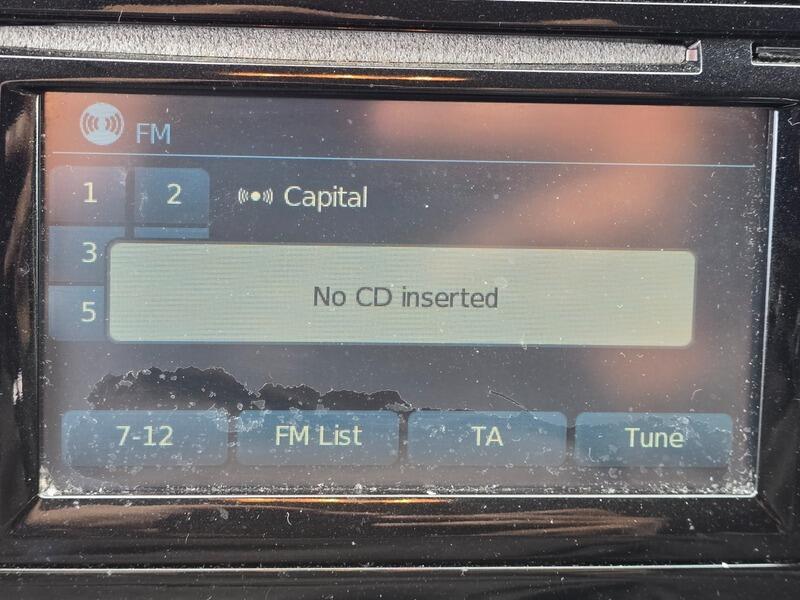 FM
1 2 Capital
3
No CD inserted
5
7-12 FM List TA Tune